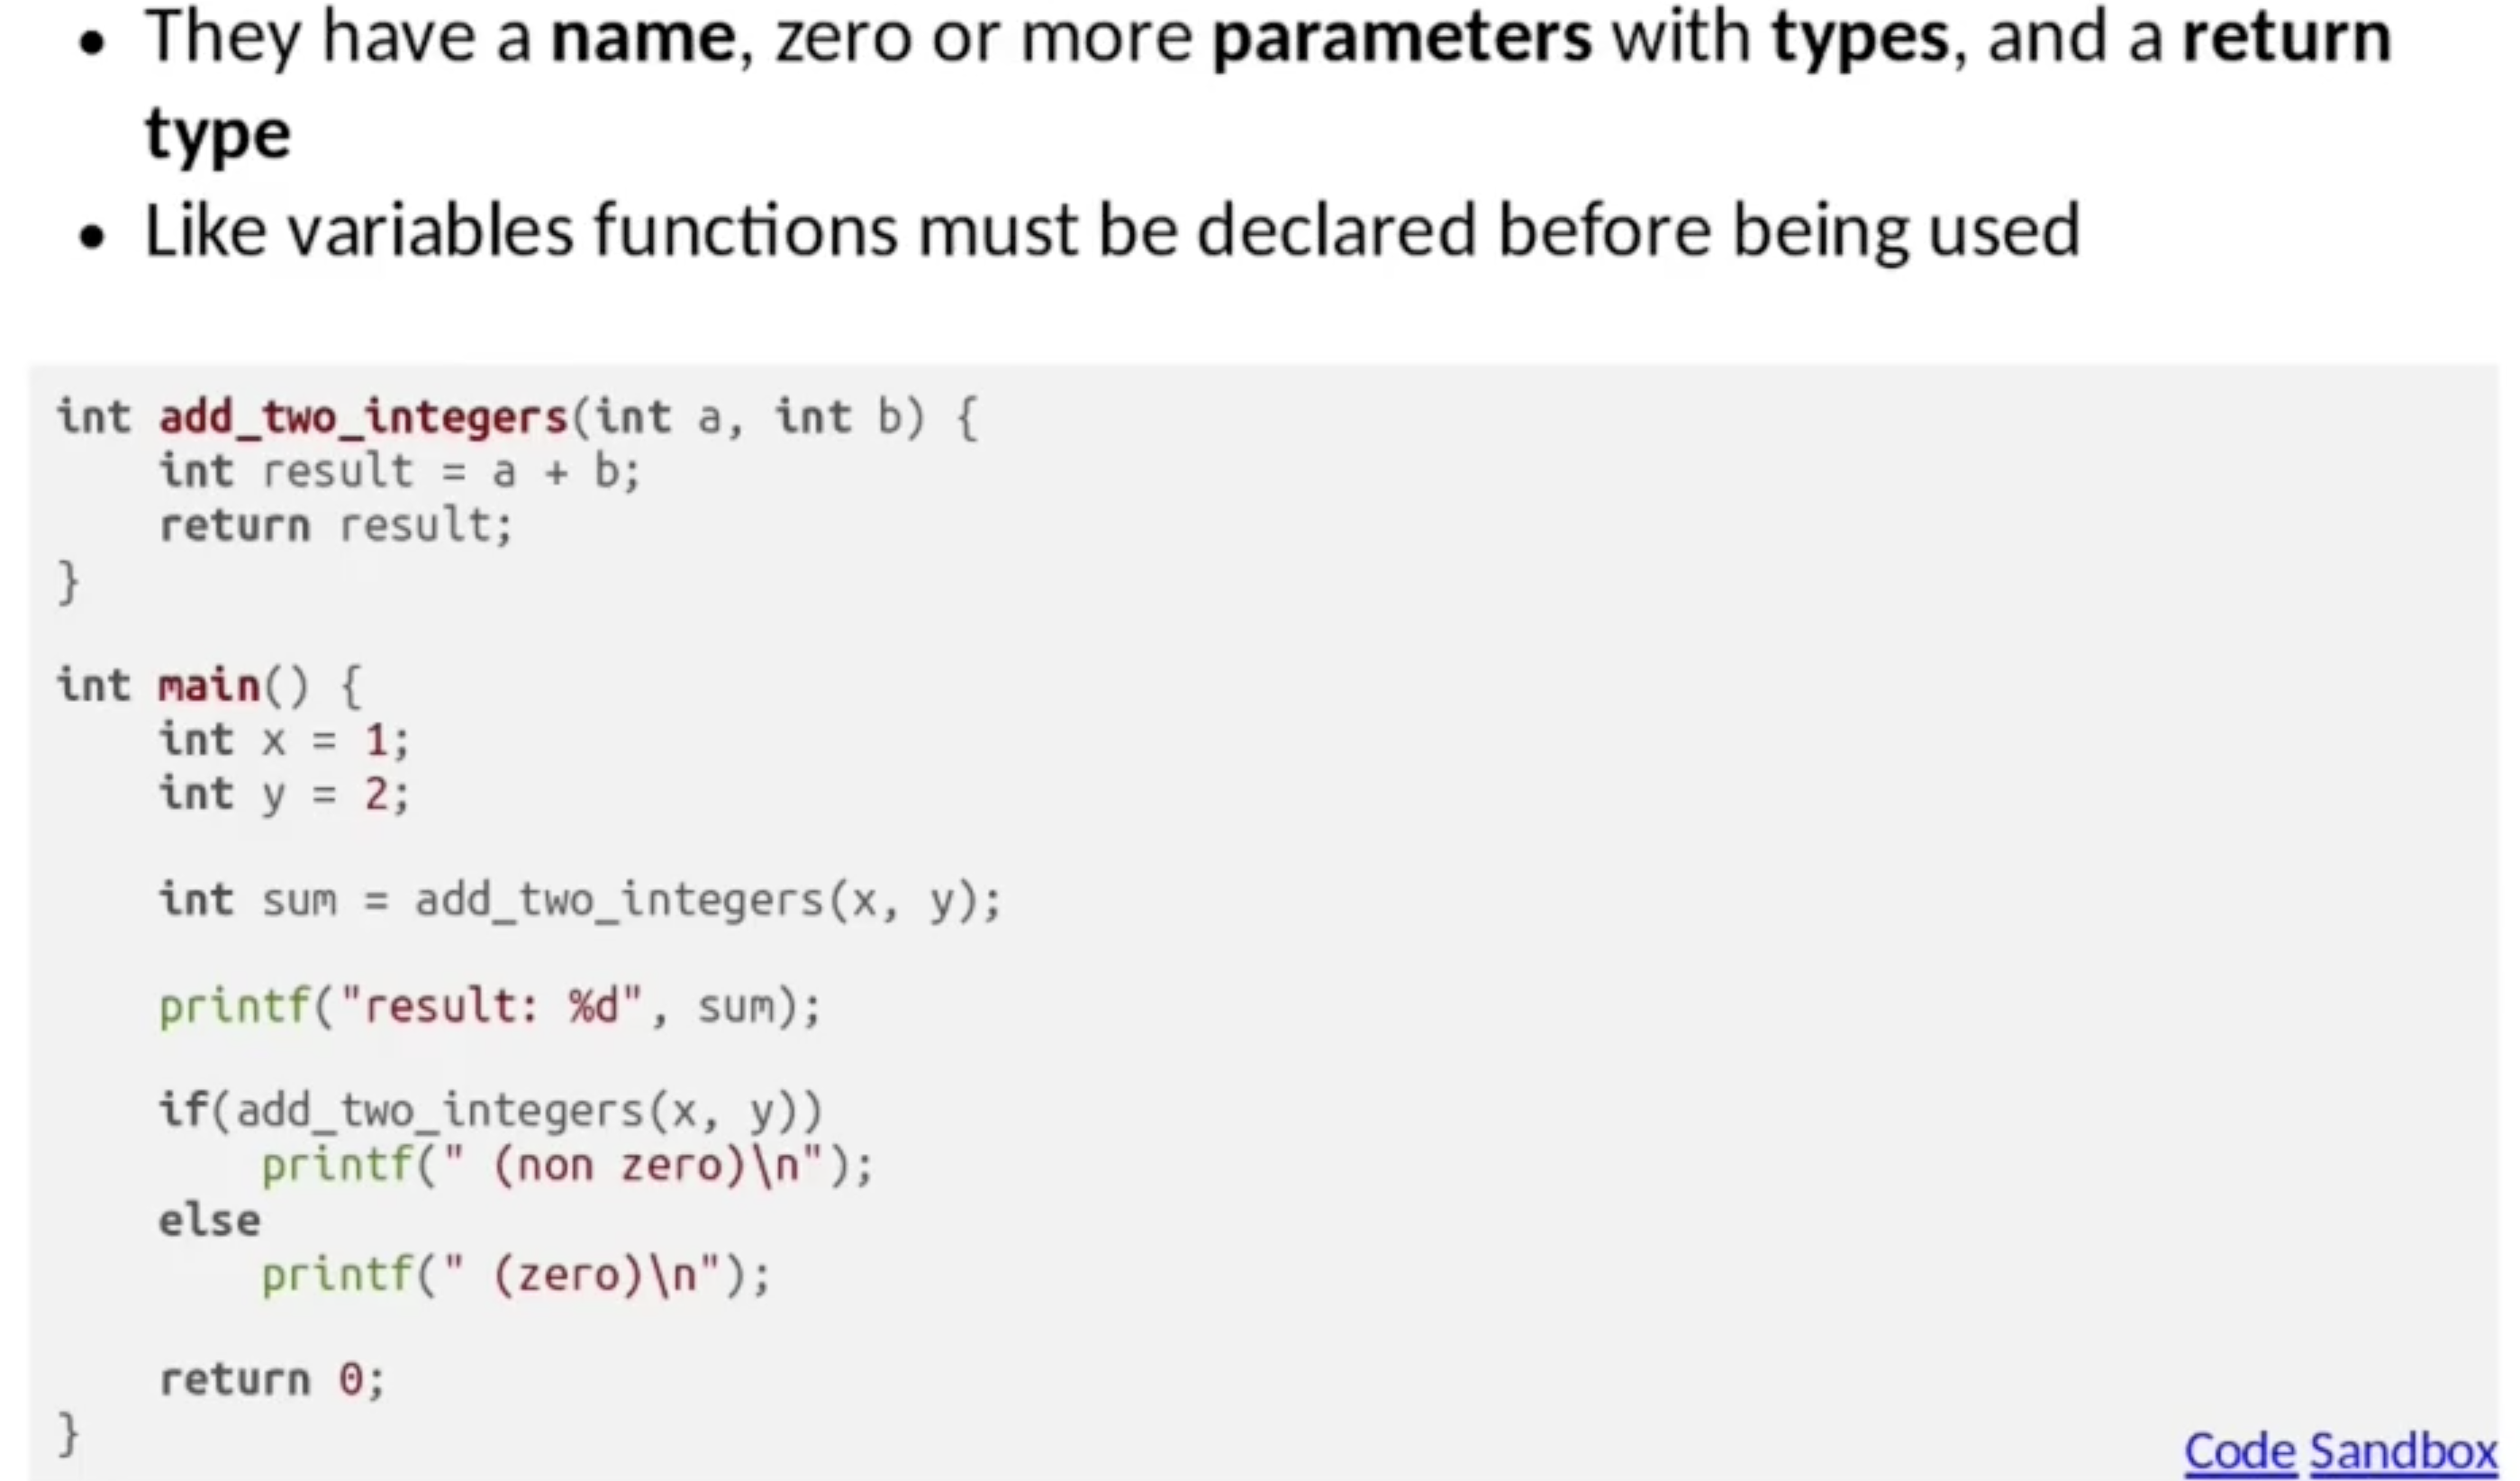 • They have a name, zero or more parameters with types, and a return
type
• Like variables functions must be declared before being used
int add_two_integers(int a, int b) {
    int result = a + b;
    return result;
}
int main() {
    int x = 1;
    int y = 2;
    int sum = add_two_integers(x, y);
    printf("result: %d", sum);
    if(add_two_integers(x, y))
        printf(" (non zero)\n");
    else
        printf(" (zero)\n");
    return 0;
}
Code Sandbox